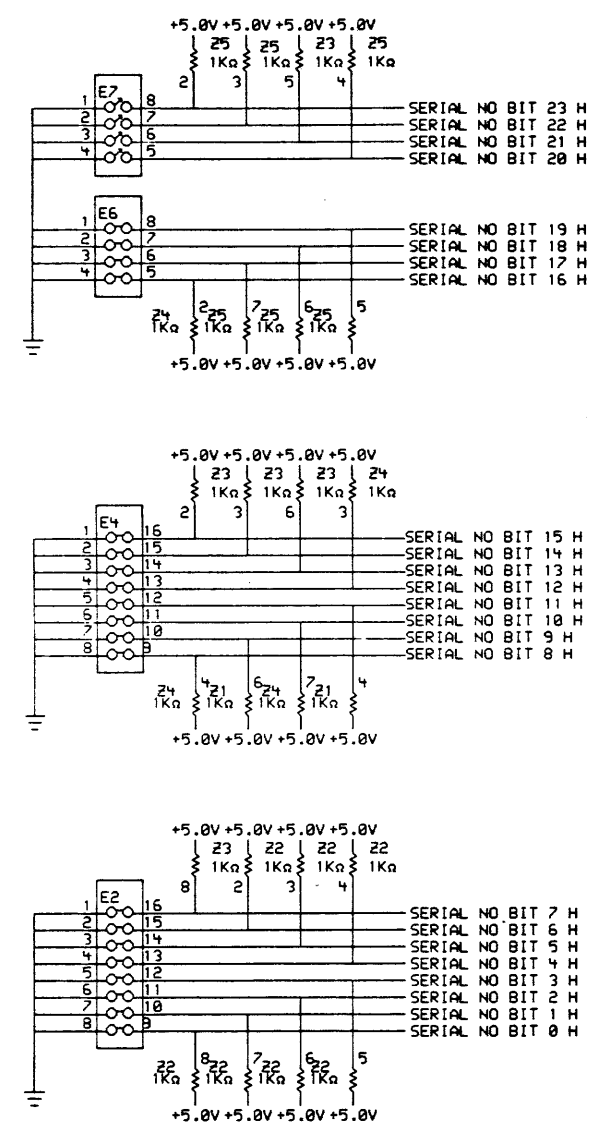 +5.0V +5.0V +5.0V +5.0V
Z5 Z5 Z3 Z5
1KΩ 1KΩ 1KΩ 1KΩ
2 3 5 4
E7
1 8 SERIAL NO BIT 23 H
2 7 SERIAL NO BIT 22 H
3 6 SERIAL NO BIT 21 H
4 5 SERIAL NO BIT 20 H
E6
1 8 SERIAL NO BIT 19 H
2 7 SERIAL NO BIT 18 H
3 6 SERIAL NO BIT 17 H
4 5 SERIAL NO BIT 16 H
2 7 6 5
Z4 Z5 Z5 Z5
1KΩ 1KΩ 1KΩ 1KΩ
+5.0V +5.0V +5.0V +5.0V
+5.0V +5.0V +5.0V +5.0V
Z3 Z3 Z3 Z4
1KΩ 1KΩ 1KΩ 1KΩ
2 3 6 3
E4
1 16 SERIAL NO BIT 15 H
2 15 SERIAL NO BIT 14 H
3 14 SERIAL NO BIT 13 H
4 13 SERIAL NO BIT 12 H
5 12 SERIAL NO BIT 11 H
6 11 SERIAL NO BIT 10 H
7 10 SERIAL NO BIT 9 H
8 9 SERIAL NO BIT 8 H
4 6 7 4
Z4 Z1 Z4 Z1
1KΩ 1KΩ 1KΩ 1KΩ
+5.0V +5.0V +5.0V +5.0V
+5.0V +5.0V +5.0V +5.0V
Z3 Z2 Z2 Z2
1KΩ 1KΩ 1KΩ 1KΩ
8 2 3 4
E2
1 16 SERIAL NO BIT 7 H
2 15 SERIAL NO BIT 6 H
3 14 SERIAL NO BIT 5 H
4 13 SERIAL NO BIT 4 H
5 12 SERIAL NO BIT 3 H
6 11 SERIAL NO BIT 2 H
7 10 SERIAL NO BIT 1 H
8 9 SERIAL NO BIT 0 H
8 7 6 5
Z2 Z2 Z2 Z2
1KΩ 1KΩ 1KΩ 1KΩ
+5.0V +5.0V +5.0V +5.0V